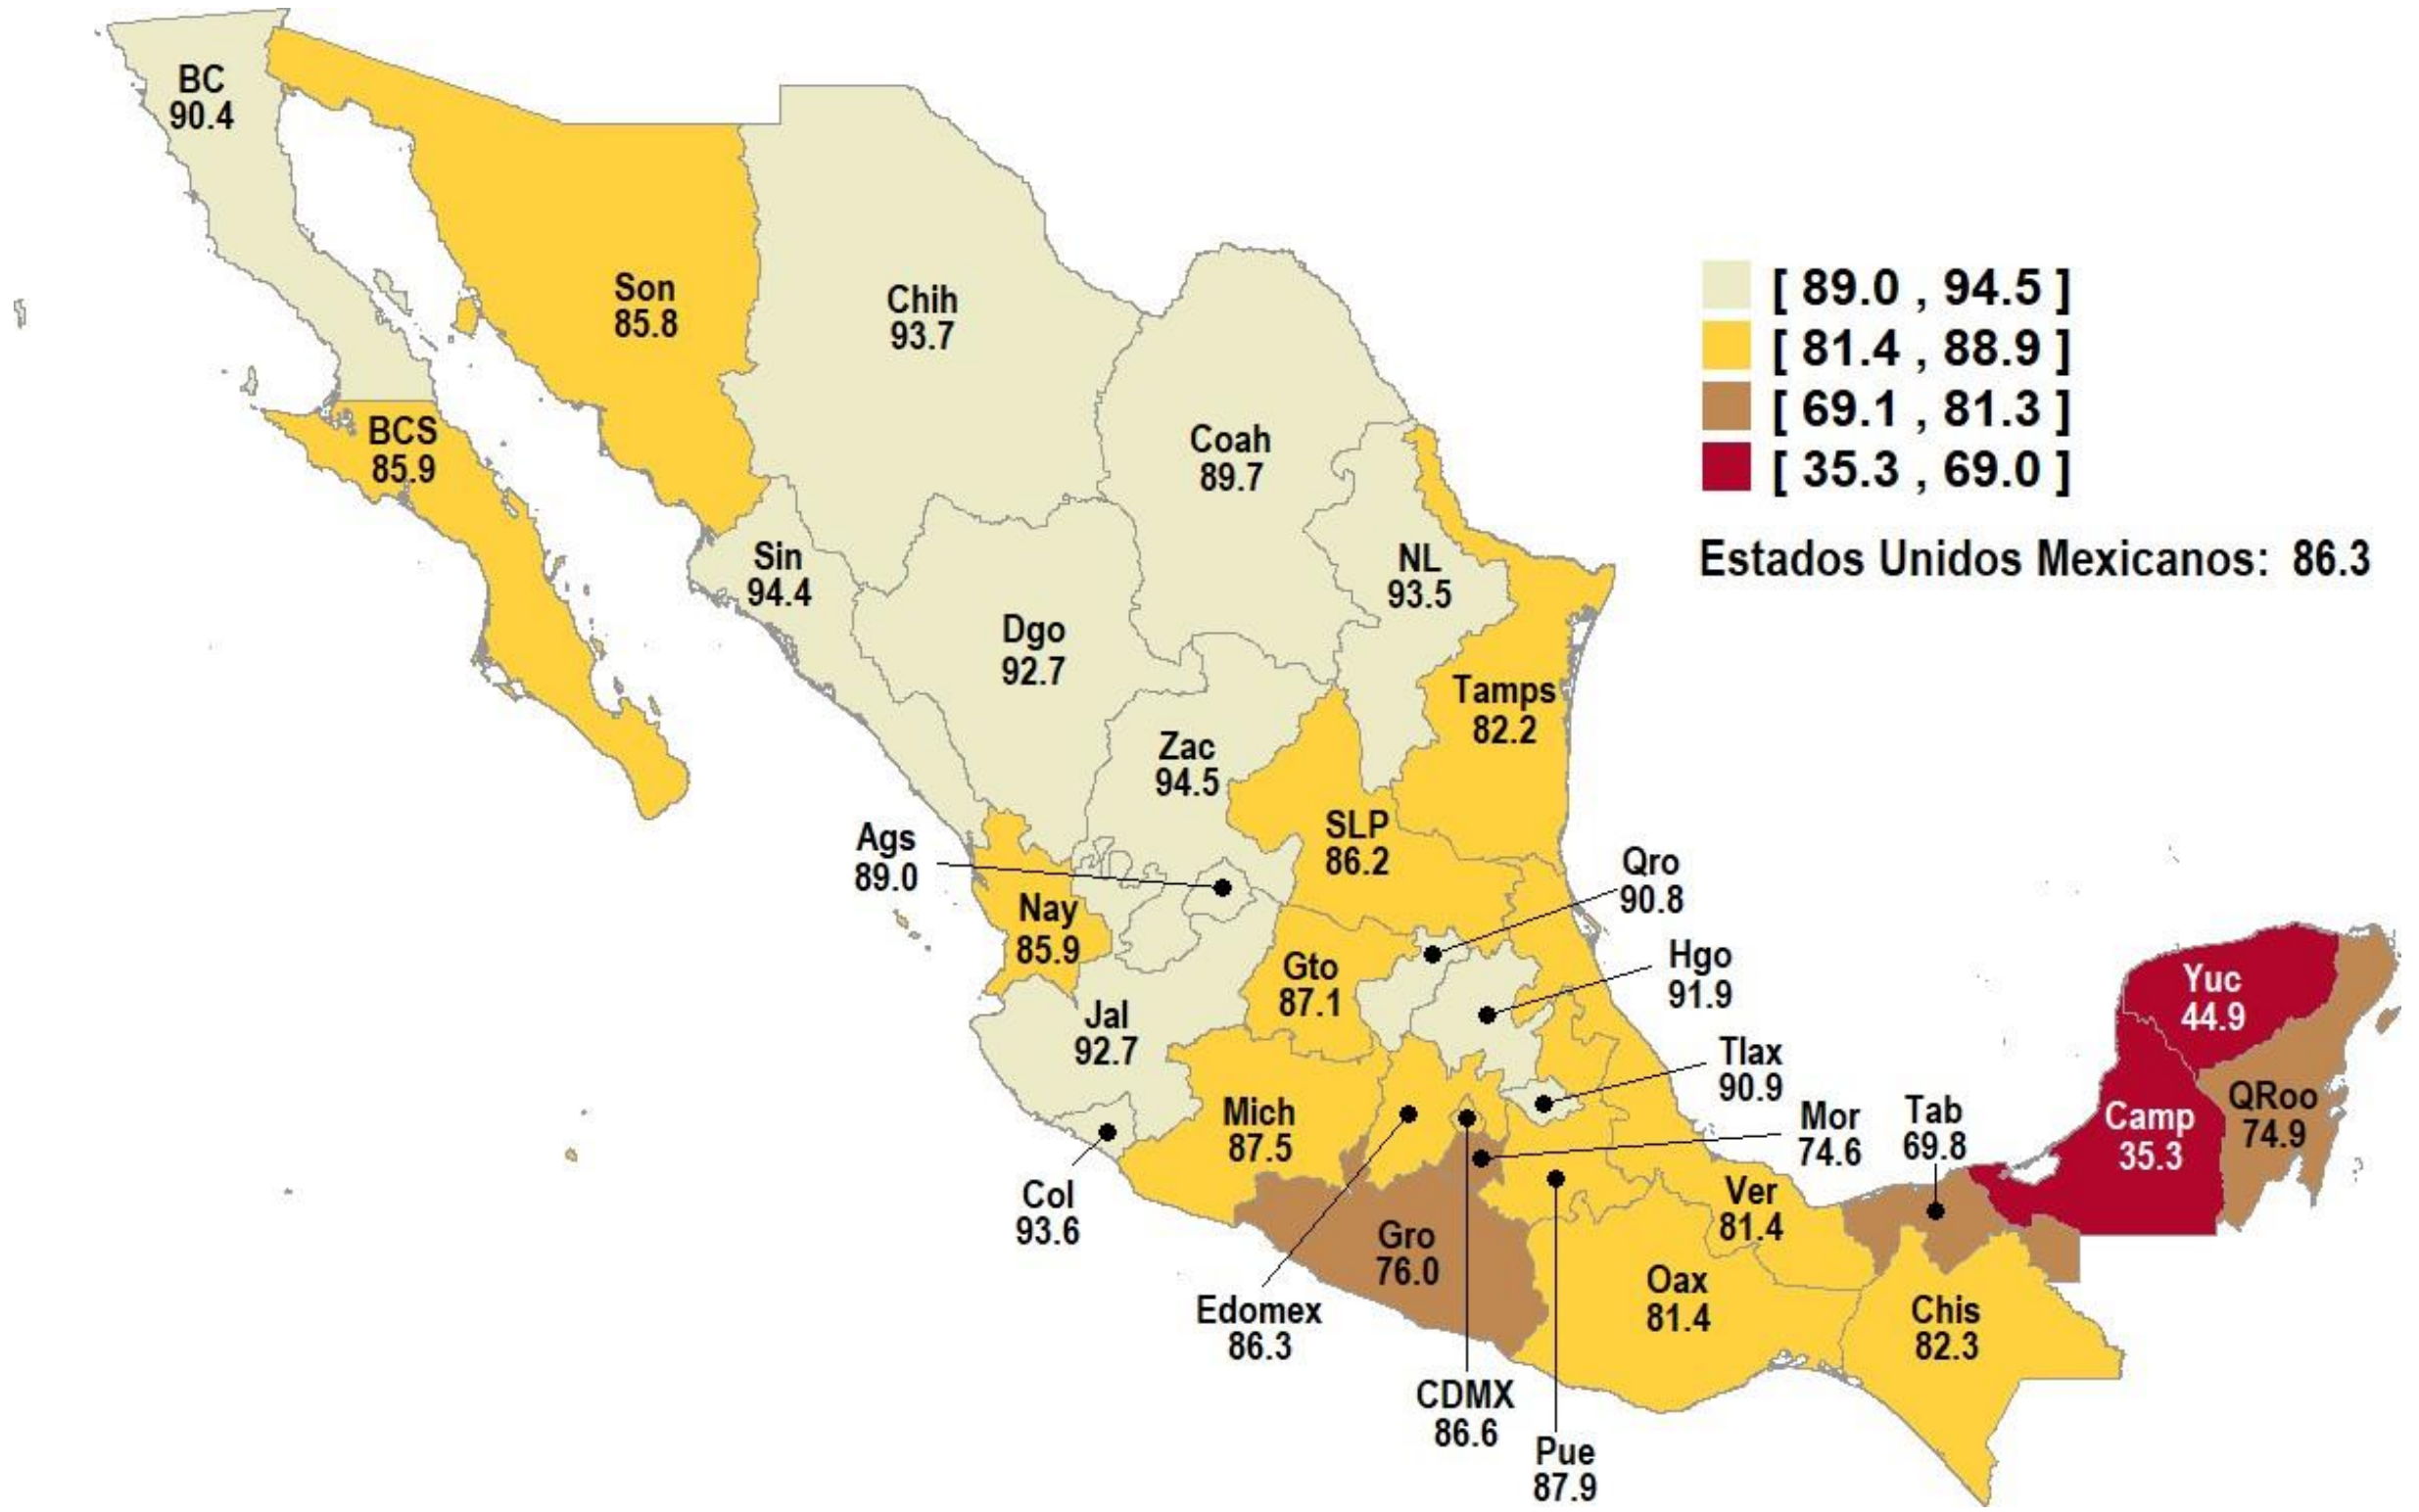 BC
90.4
Son
85.8
Chih
93.7
BCS
85.9
Coah
89.7
[ 89.0 , 94.5 ]
[ 81.4 , 88.9 ]
[ 69.1 , 81.3 ]
[ 35.3 , 69.0 ]
Estados Unidos Mexicanos: 86.3
Sin
94.4
NL
93.5
Dgo
92.7
Tamps
82.2
Zac
94.5
SLP
86.2
Ags
89.0
Qro
90.8
Nay
85.9
Gto
87.1
Hgo
91.9
Yuc
44.9
Jal
92.7
Tlax
90.9
Mich
87.5
Mor
74.6
Tab
69.8
Camp
35.3
QRoo
74.9
Col
93.6
Ver
81.4
Gro
76.0
Oax
81.4
Edomex
86.3
Chis
82.3
CDMX
86.6
Pue
87.9